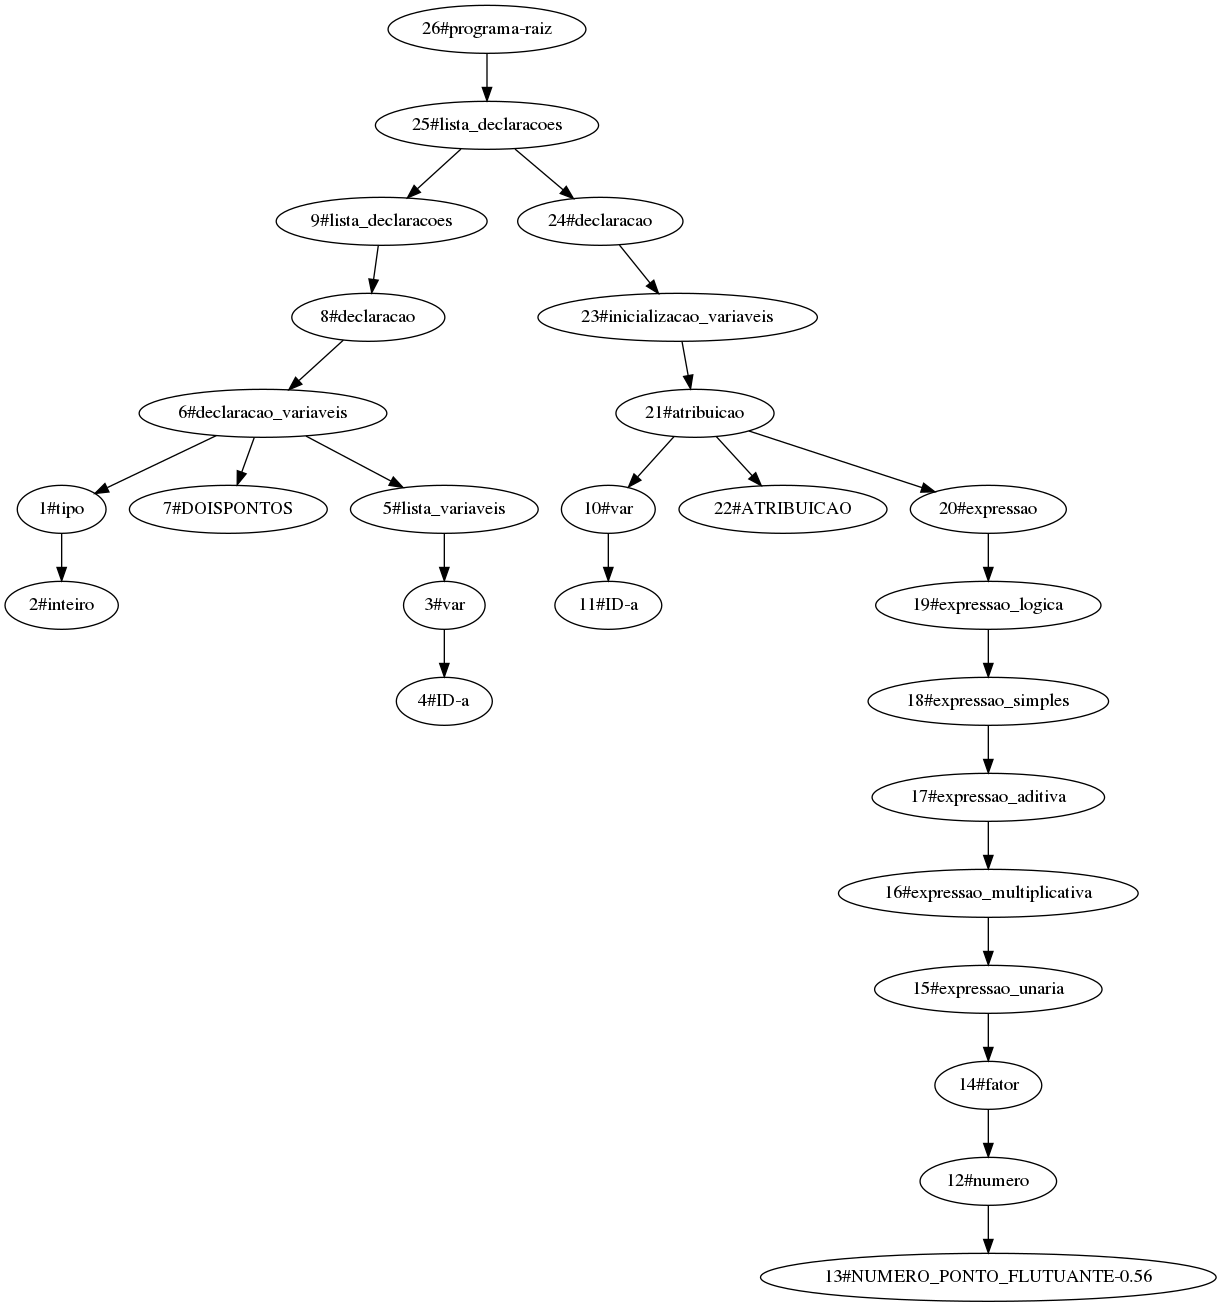 26#programa-raiz
25#lista_declaracoes
9#lista_declaracoes
24#declaracao
8#declaracao
23#inicializacao_variaveis
6#declaracao_variaveis
21#atribuicao
1#tipo
7#DOISPONTOS
5#lista_variaveis
10#var
22#ATRIBUICAO
20#expressao
2#inteiro
3#var
11#ID-a
19#expressao_logica
4#ID-a
18#expressao_simples
17#expressao_aditiva
16#expressao_multiplicativa
15#expressao_unaria
14#fator
12#numero
13#NUMERO_PONTO_FLUTUANTE-0.56